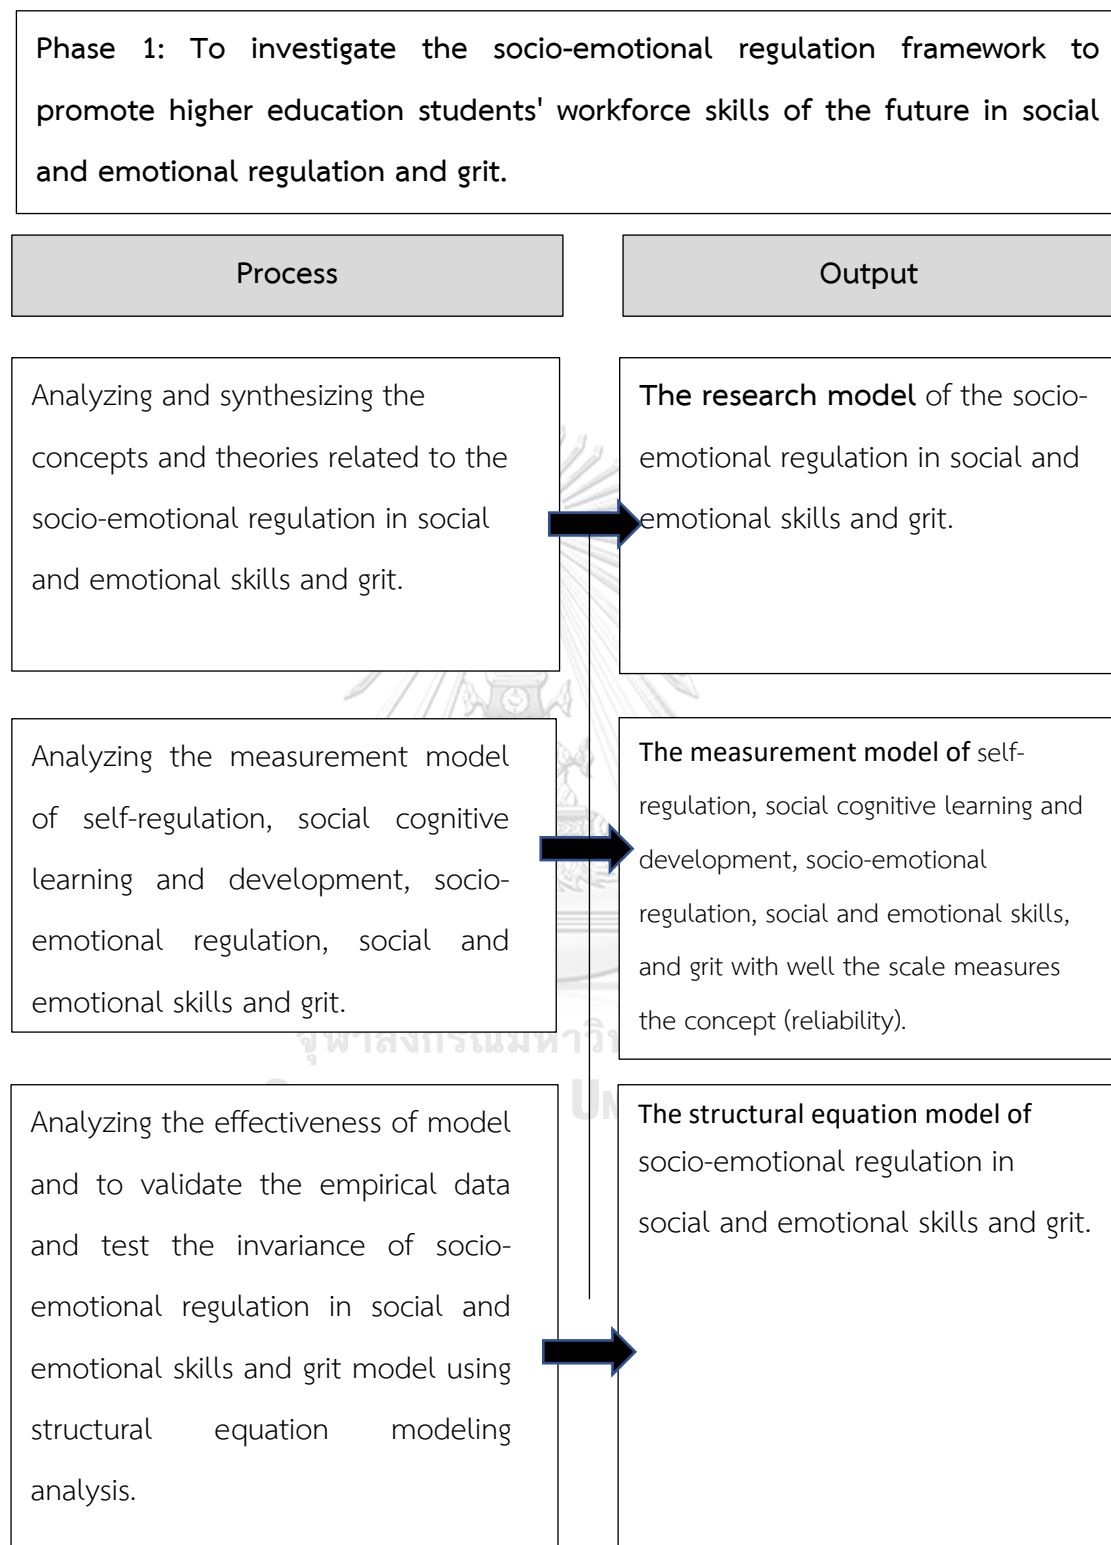 Phase 1: To investigate the socio-emotional regulation framework to
promote higher education students' workforce skills of the future in social
and emotional regulation and grit.
Process
Output
Analyzing and synthesizing the
concepts and theories related to the
socio-emotional regulation in social
and emotional skills and grit.
The research model of the socio-
emotional regulation in social and
emotional skills and grit.
Analyzing the measurement model
of self-regulation, social cognitive
learning and development, socio-
emotional regulation, social and
emotional skills and grit.
The measurement model of self-
regulation, social cognitive learning and
development, socio-emotional
regulation, social and emotional skills,
and grit with well the scale measures
the concept (reliability).
Analyzing the effectiveness of model
and to validate the empirical data
and test the invariance of socio-
emotional regulation in social and
emotional skills and grit model using
structural equation modeling
analysis.
The structural equation model of
socio-emotional regulation in
social and emotional skills and grit.